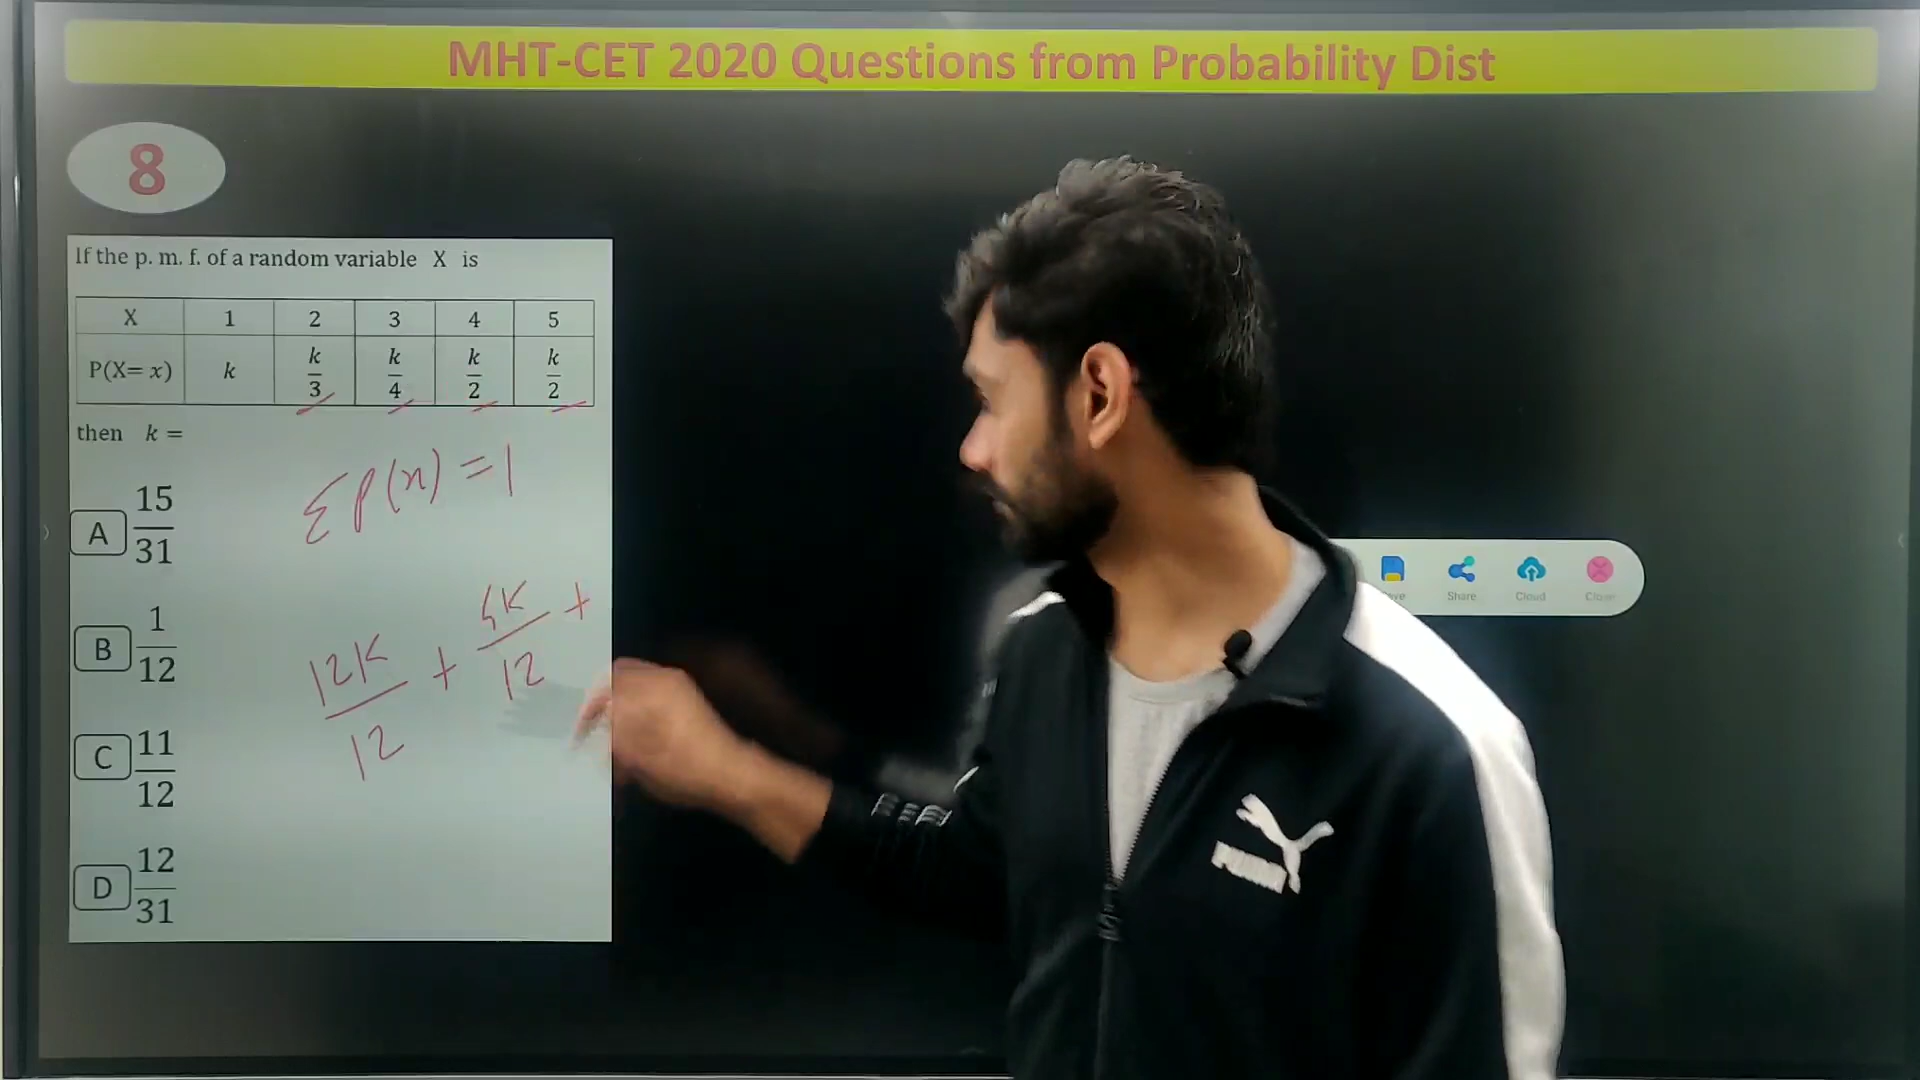 MHT-CET 2020 Questions from Probability Dist
8
If the p. m. f. of a random variable X is
X 1 2 3 4 5
P(X= x) k k/3 k/4 k/2 k/2
then k =
ΣP(x) = 1
A 15/31
12K/12 + 4K/12 +
B 1/12
C 11/12
D 12/31
Share
Cloud
PUMA